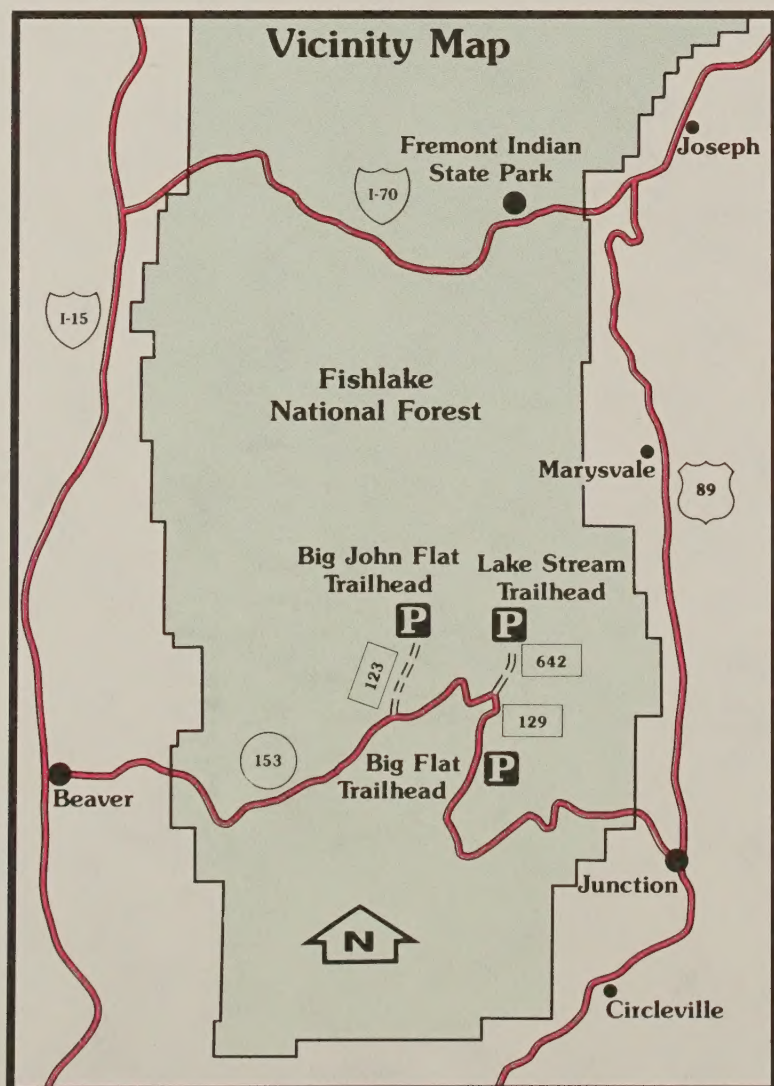 Vicinity Map
Joseph
Fremont Indian
State Park
I-70
I-15
Fishlake
National Forest
Marysvale
89
Big John Flat
Trailhead
Lake Stream
Trailhead
P
P
123
642
129
153
Big Flat
Trailhead
P
Beaver
Junction
N
Circleville